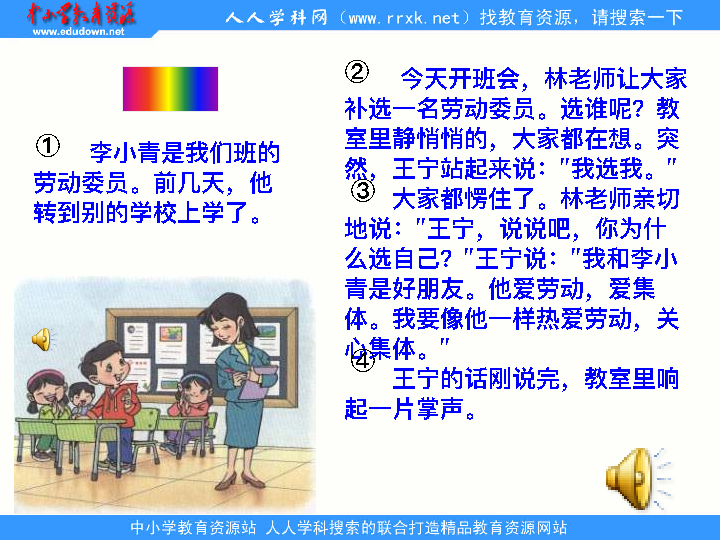 中小学教育资源
www.edudown.net
人人学科网（www.rrxk.net）找教育资源，请搜索一下
① 李小青是我们班的
劳动委员。前几天，他
转到别的学校上学了。
② 今天开班会，林老师让大家
补选一名劳动委员。选谁呢？教
室里静悄悄的，大家都在想。突
然，王宁站起来说："我选我。"
③ 大家都愣住了。林老师亲切
地说："王宁，说说吧，你为什
么选自己？"王宁说："我和李小
青是好朋友。他爱劳动，爱集
体。我要像他一样热爱劳动，关
心集体。"
④ 王宁的话刚说完，教室里响
起一片掌声。
中小学教育资源站 人人学科搜索的联合打造精品教育资源网站